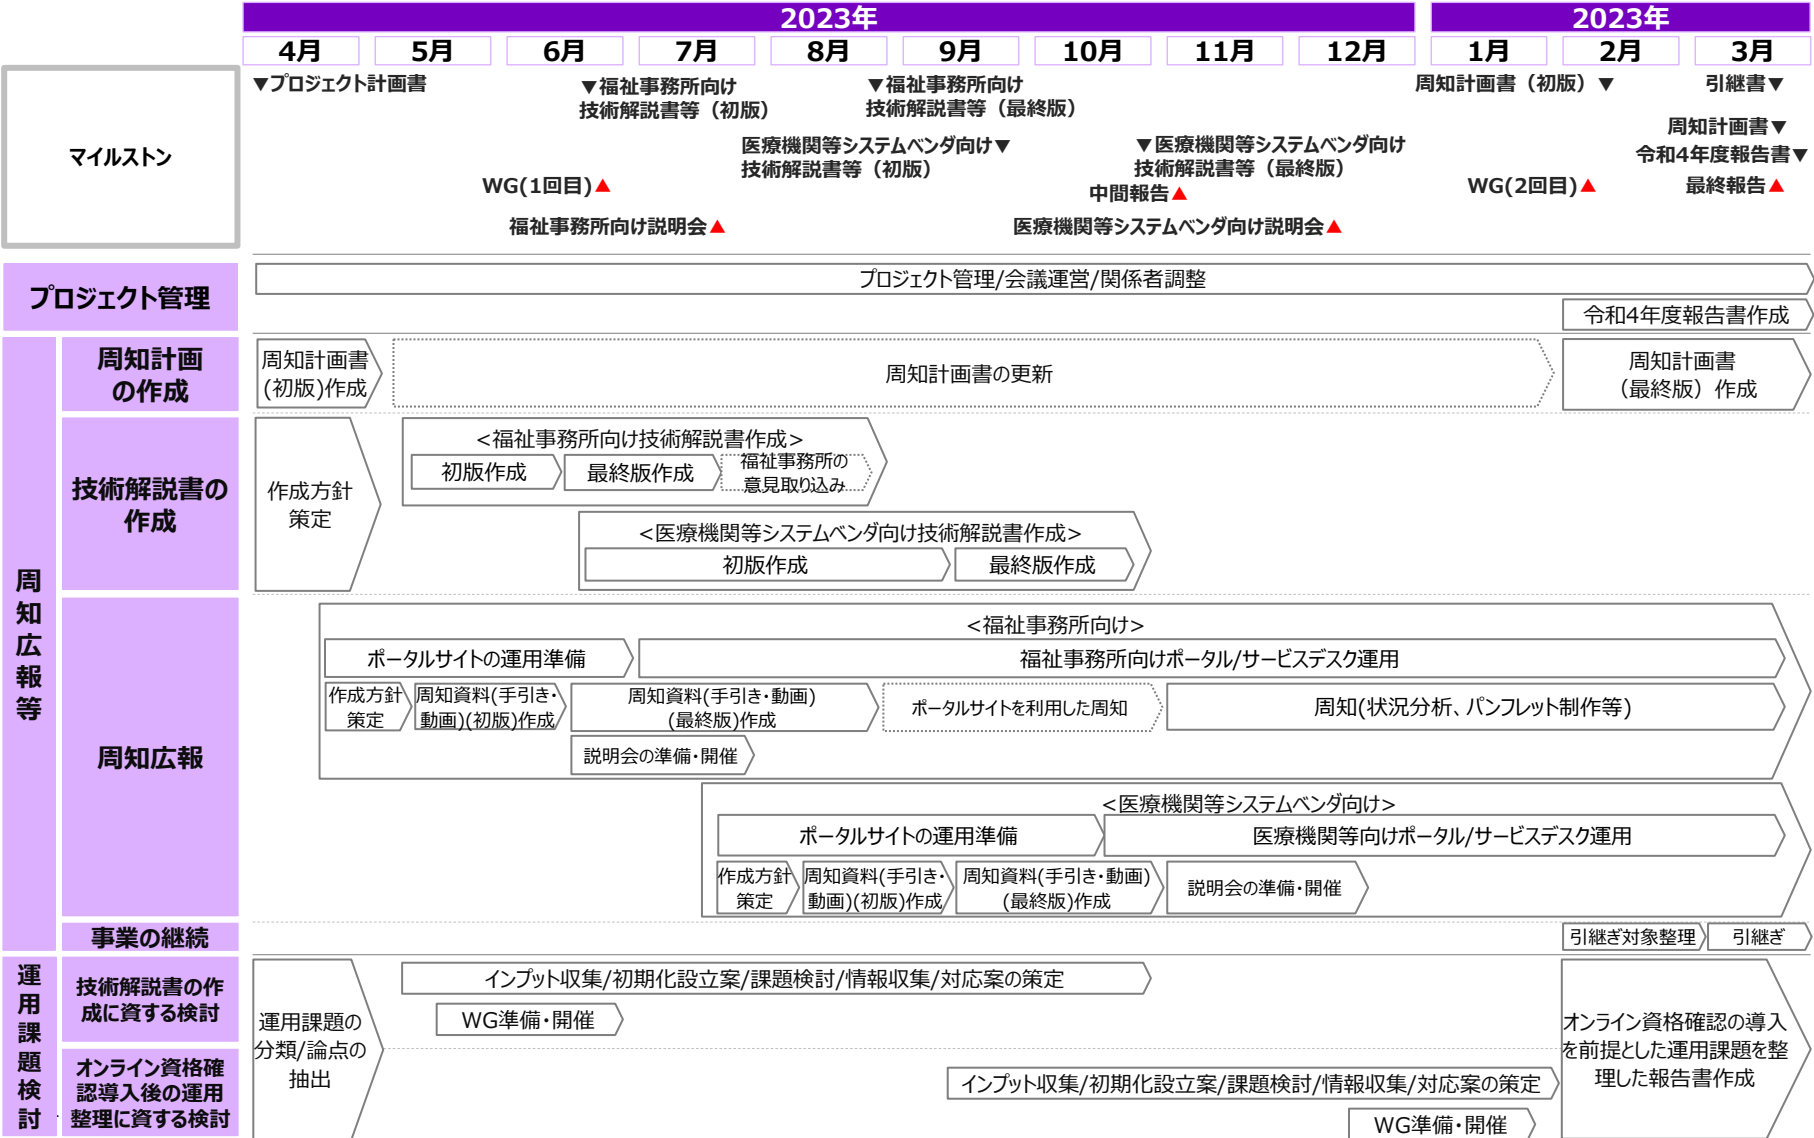 2023年
2023年
4月
5月
6月
7月
8月
9月
10月
11月
12月
1月
2月
3月
マイルストン
▼プロジェクト計画書
▼福祉事務所向け
技術解説書等（初版）
▼福祉事務所向け
技術解説書等（最終版）
周知計画書（初版）▼
引継書▼
医療機関等システムベンダ向け▼
技術解説書等（初版）
▼医療機関等システムベンダ向け
技術解説書等（最終版）
周知計画書▼
令和4年度報告書▼
WG(1回目)▲
中間報告▲
WG(2回目)▲
最終報告▲
福祉事務所向け説明会▲
医療機関等システムベンダ向け説明会▲
プロジェクト管理
プロジェクト管理/会議運営/関係者調整
令和4年度報告書作成
周知広報等
周知計画
の作成
周知計画書
(初版)作成
周知計画書の更新
周知計画書
（最終版）作成
技術解説書の
作成
作成方針
策定
<福祉事務所向け技術解説書作成>
初版作成
最終版作成
福祉事務所の
意見取り込み
<医療機関等システムベンダ向け技術解説書作成>
初版作成
最終版作成
周知広報
<福祉事務所向け>
ポータルサイトの運用準備
福祉事務所向けポータル/サービスデスク運用
作成方針
策定
周知資料(手引き・
動画)(初版)作成
周知資料(手引き・動画)
(最終版)作成
ポータルサイトを利用した周知
周知(状況分析、パンフレット制作等)
説明会の準備・開催
<医療機関等システムベンダ向け>
ポータルサイトの運用準備
医療機関等向けポータル/サービスデスク運用
作成方針
策定
周知資料(手引き・
動画)(初版)作成
周知資料(手引き・動画)
(最終版)作成
説明会の準備・開催
事業の継続
引継ぎ対象整理
引継ぎ
運用課題検討
技術解説書の作
成に資する検討
運用課題の
分類/論点の
抽出
インプット収集/初期化設立案/課題検討/情報収集/対応案の策定
WG準備・開催
オンライン資格確認の導入
を前提とした運用課題を整
理した報告書作成
オンライン資格確
認導入後の運用
整理に資する検討
インプット収集/初期化設立案/課題検討/情報収集/対応案の策定
WG準備・開催